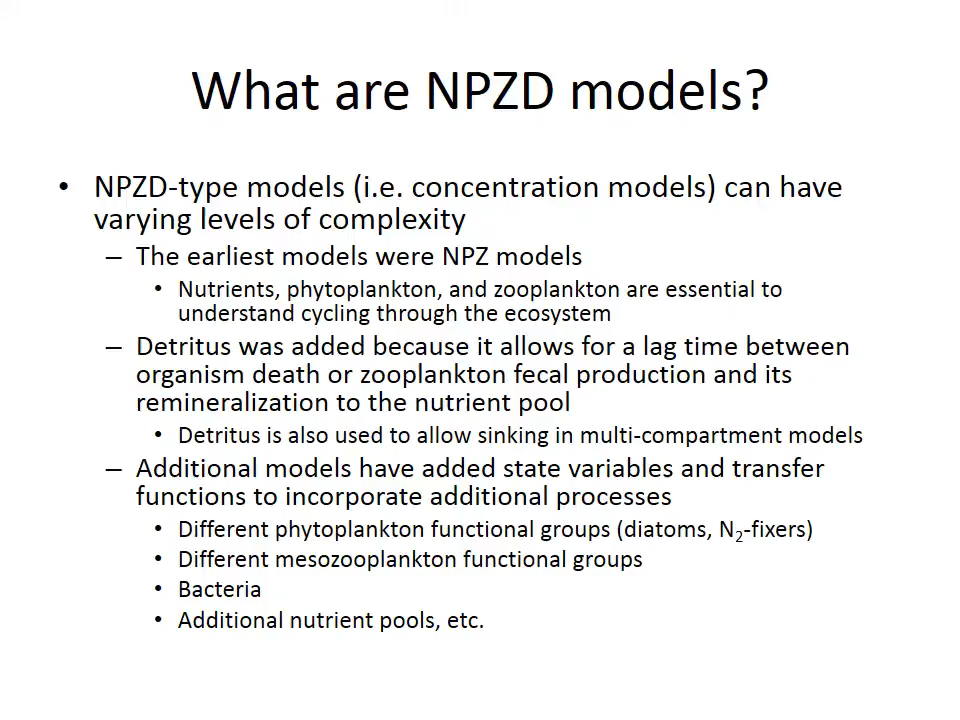 What are NPZD models?
• NPZD-type models (i.e. concentration models) can have
varying levels of complexity
– The earliest models were NPZ models
• Nutrients, phytoplankton, and zooplankton are essential to
understand cycling through the ecosystem
– Detritus was added because it allows for a lag time between
organism death or zooplankton fecal production and its
remineralization to the nutrient pool
• Detritus is also used to allow sinking in multi-compartment models
– Additional models have added state variables and transfer
functions to incorporate additional processes
• Different phytoplankton functional groups (diatoms, N₂-fixers)
• Different mesozooplankton functional groups
• Bacteria
• Additional nutrient pools, etc.